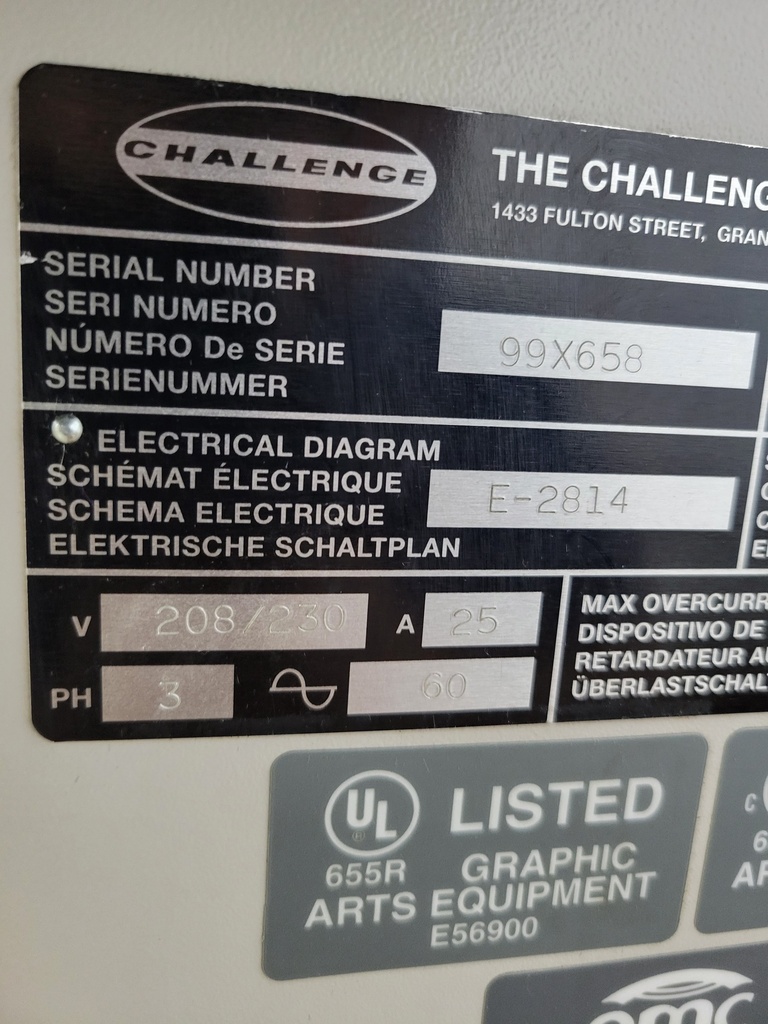 CHALLENGE
THE CHALLENG
1433 FULTON STREET, GRAN
SERIAL NUMBER
SERI NUMERO
NÚMERO De SERIE
SERIENUMMER
99X658
ELECTRICAL DIAGRAM
SCHÉMAT ÉLECTRIQUE
SCHEMA ELECTRIQUE
ELEKTRISCHE SCHALTPLAN
E-2814
V 208/230 A 25
PH 3 60
MAX OVERCURR
DISPOSITIVO DE
RETARDATEUR A
ÜBERLASTSCHAL
UL LISTED
655R GRAPHIC
ARTS EQUIPMENT
E56900
emc